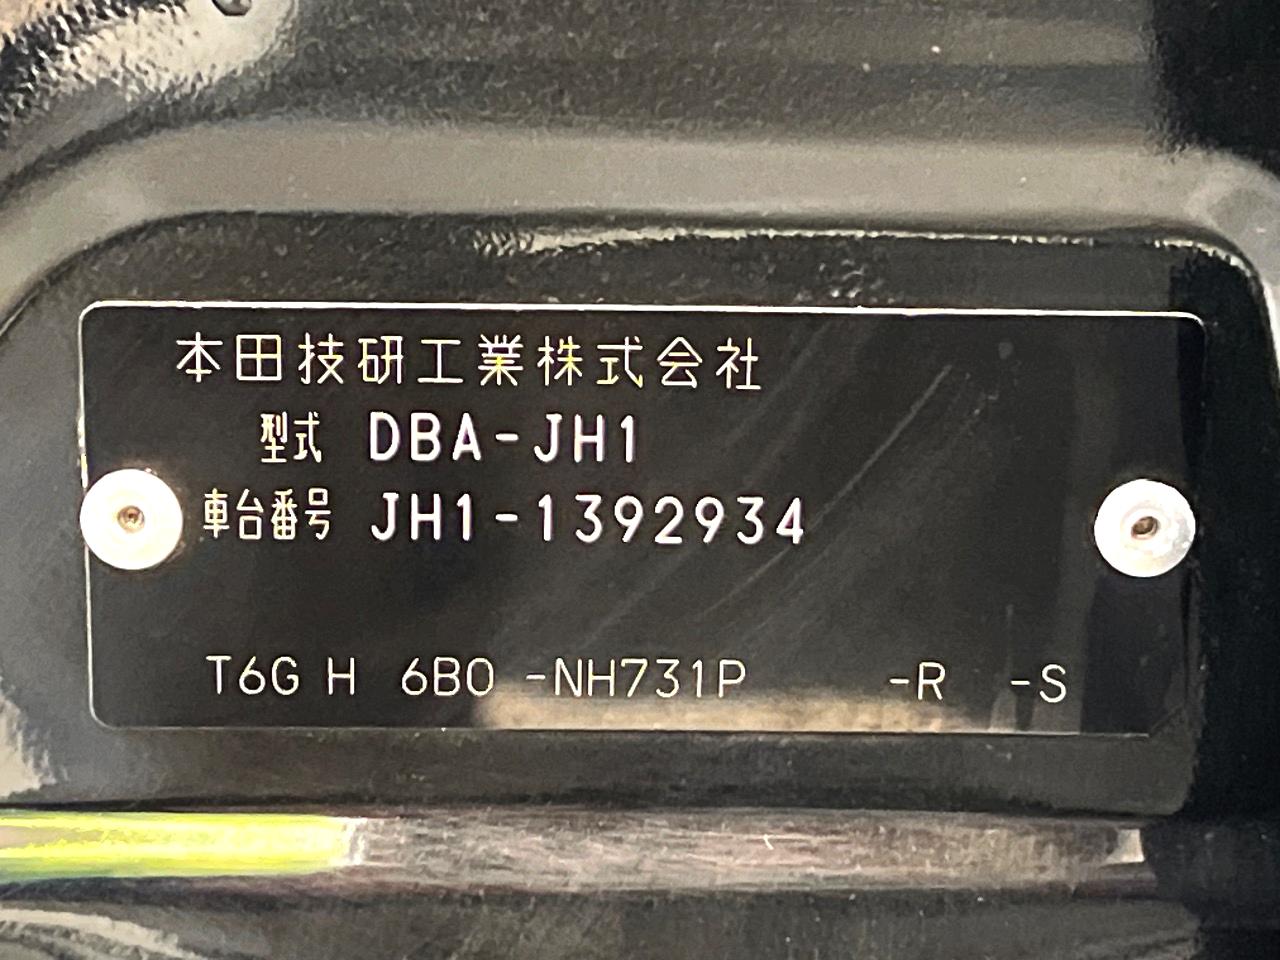 本田技研工業株式会社
型式 DBA-JH1
車台番号 JH1-1392934
T6G H 6B0 -NH731P -R -S